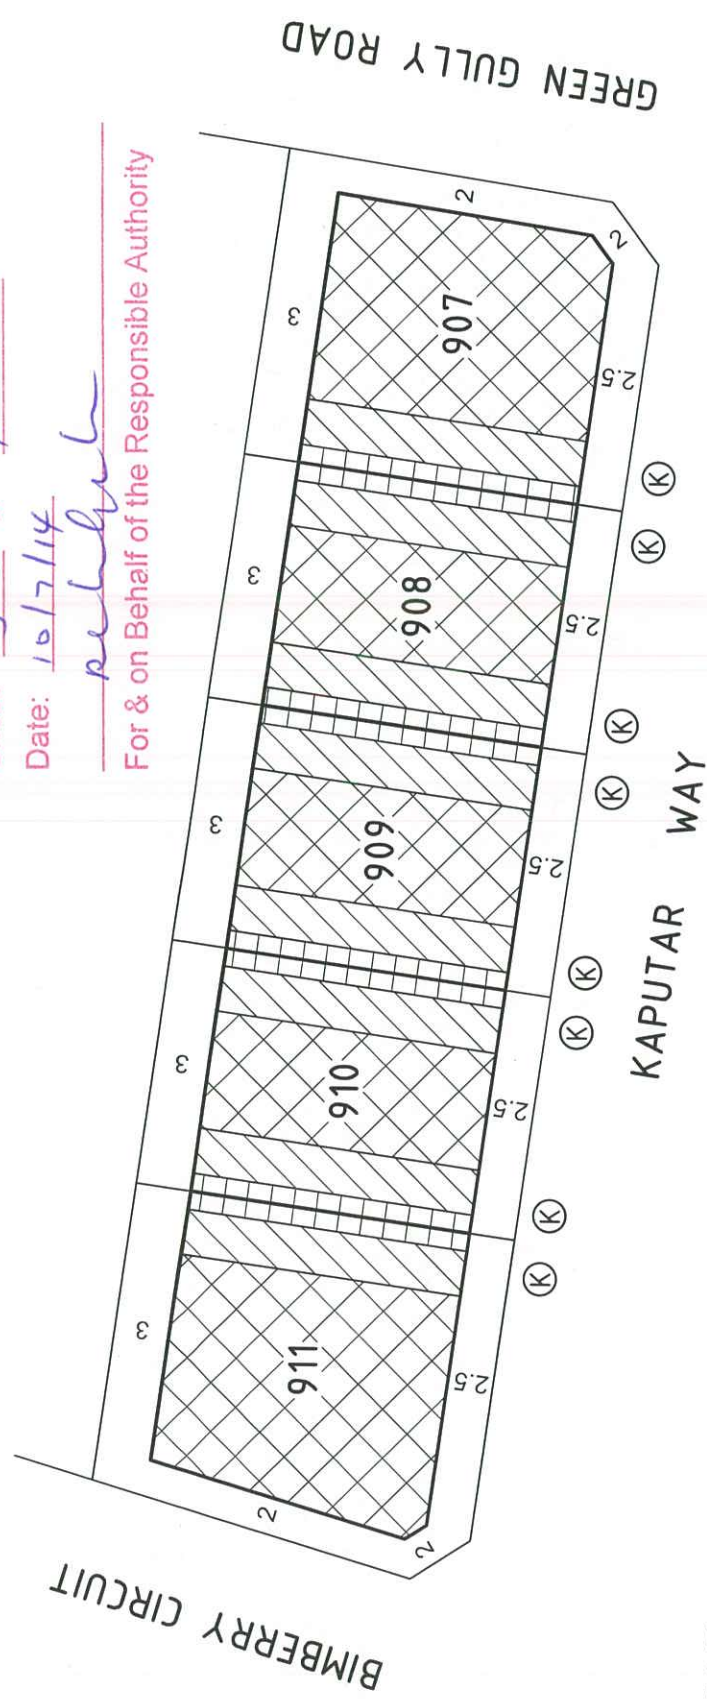 GREEN GULLY ROAD
Date: 10/7/14
For & on Behalf of the Responsible Authority
3
3
3
3
3
2
2
907
908
909
910
911
2.5
2.5
2.5
2.5
2.5
2
2
K
K
K
K
K
K
K
K
KAPUTAR WAY
BIMBERRY CIRCUIT